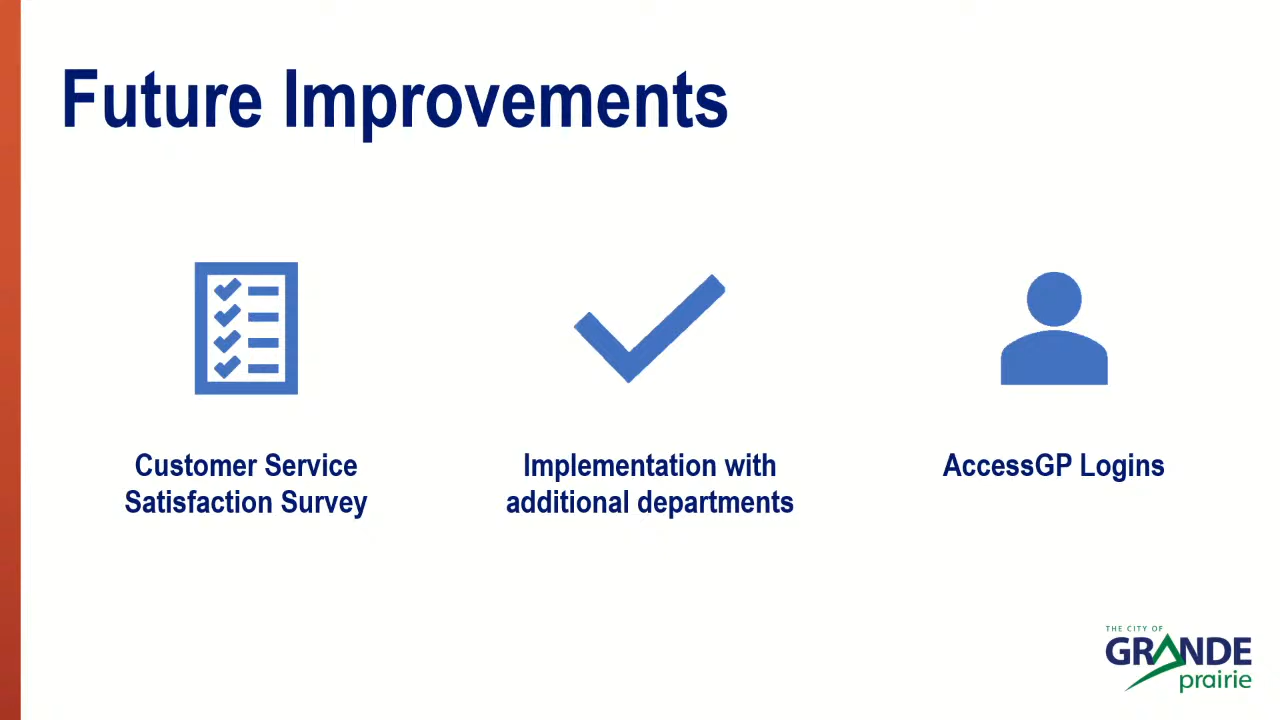 Future Improvements
Customer Service
Satisfaction Survey
Implementation with
additional departments
AccessGP Logins
THE CITY OF
GRANDE
prairie